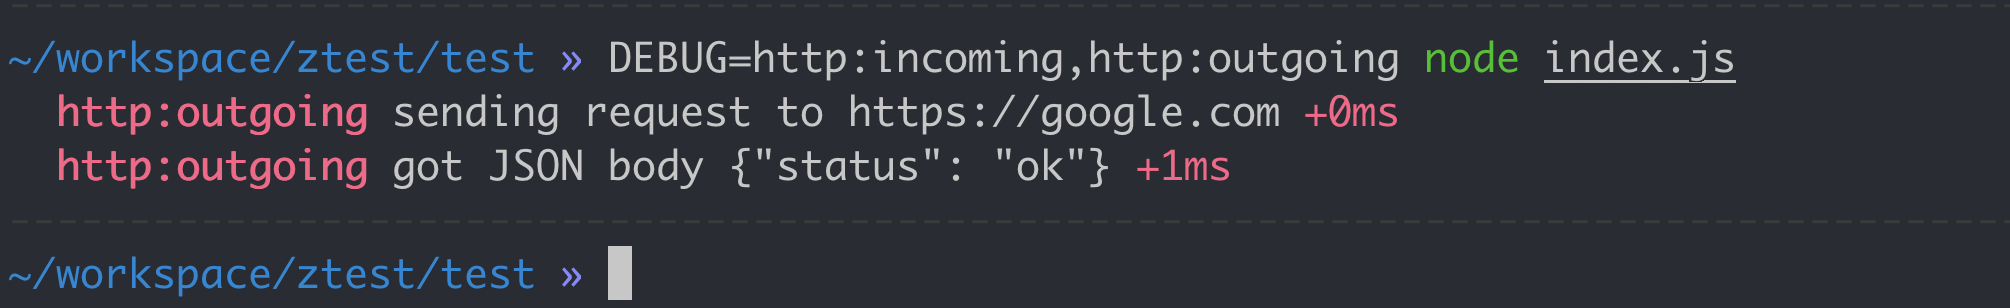 ~/workspace/ztest/test » DEBUG=http:incoming,http:outgoing node index.js
http:outgoing sending request to https://google.com +0ms
http:outgoing got JSON body {"status": "ok"} +1ms
~/workspace/ztest/test »